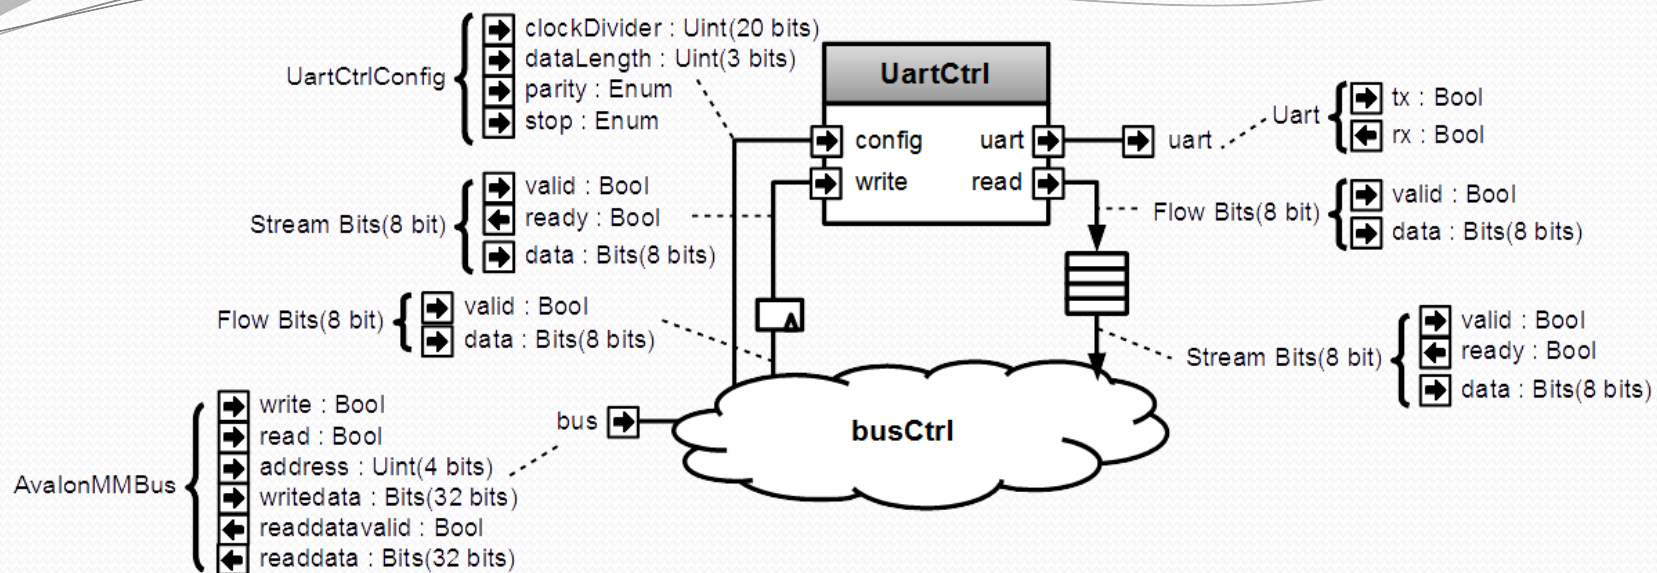 clockDivider : Uint(20 bits)
dataLength : Uint(3 bits)
UartCtrlConfig
parity : Enum
stop : Enum
UartCtrl
config
uart
write
read
uart
Uart
tx : Bool
rx : Bool
valid : Bool
Stream Bits(8 bit)
ready : Bool
data : Bits(8 bits)
Flow Bits(8 bit)
valid : Bool
data : Bits(8 bits)
Flow Bits(8 bit)
valid : Bool
data : Bits(8 bits)
Stream Bits(8 bit)
valid : Bool
ready : Bool
data : Bits(8 bits)
bus
busCtrl
write : Bool
read : Bool
address : Uint(4 bits)
AvalonMMBus
writedata : Bits(32 bits)
readdatavalid : Bool
readdata : Bits(32 bits)